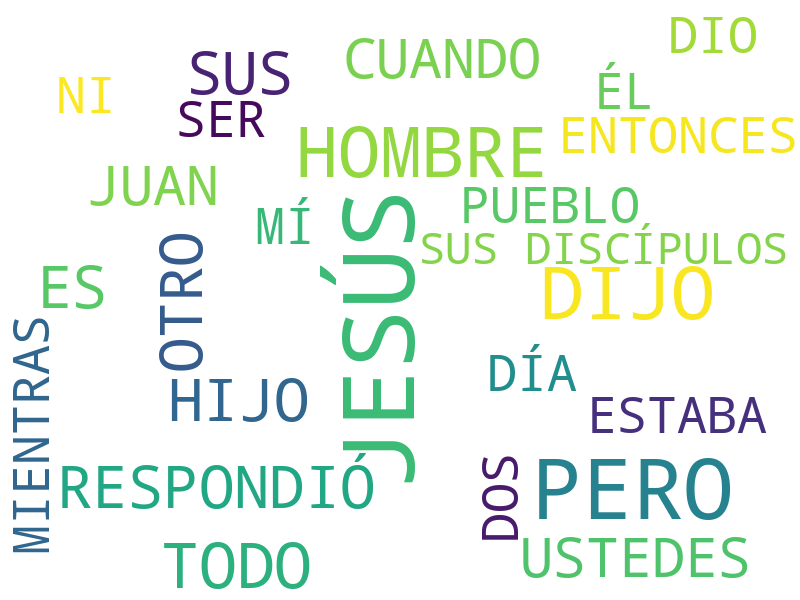 DIO
CUANDO
SUS
ÉL
NI
SER
ENTONCES
HOMBRE
JUAN
PUEBLO
MÍ
SUS DISCÍPULOS
JESÚS
OTRO
ES
DIJO
MIENTRAS
DÍA
HIJO
ESTABA
RESPONDIÓ
DOS
PERO
TODO
USTEDES